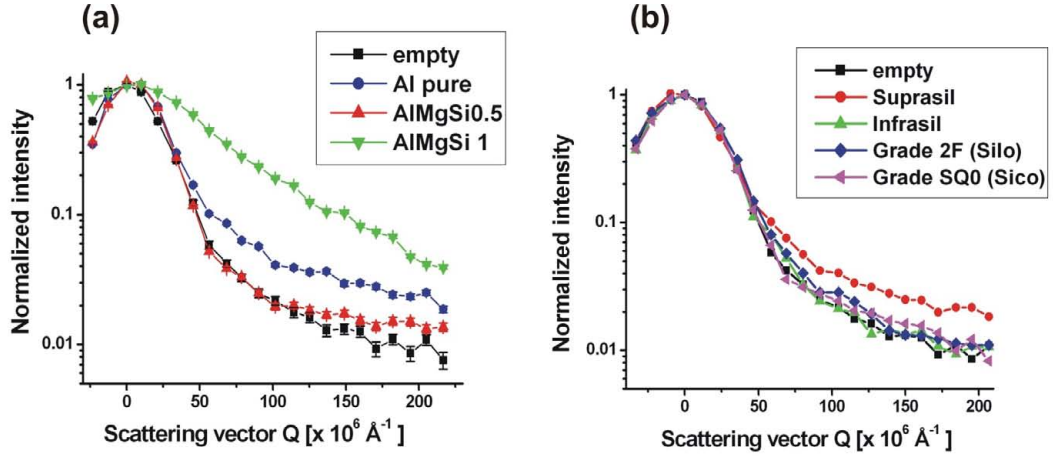 (a)
empty
Al pure
AlMgSi0.5
AlMgSi 1
1
0.1
0.01
Normalized intensity
0
50
100
150
200
Scattering vector Q [x 10⁶ Å⁻¹ ]
(b)
empty
Suprasil
Infrasil
Grade 2F (Silo)
Grade SQ0 (Sico)
1
0.1
0.01
Normalized intensity
0
50
100
150
200
Scattering vector Q [x 10⁶ Å⁻¹ ]